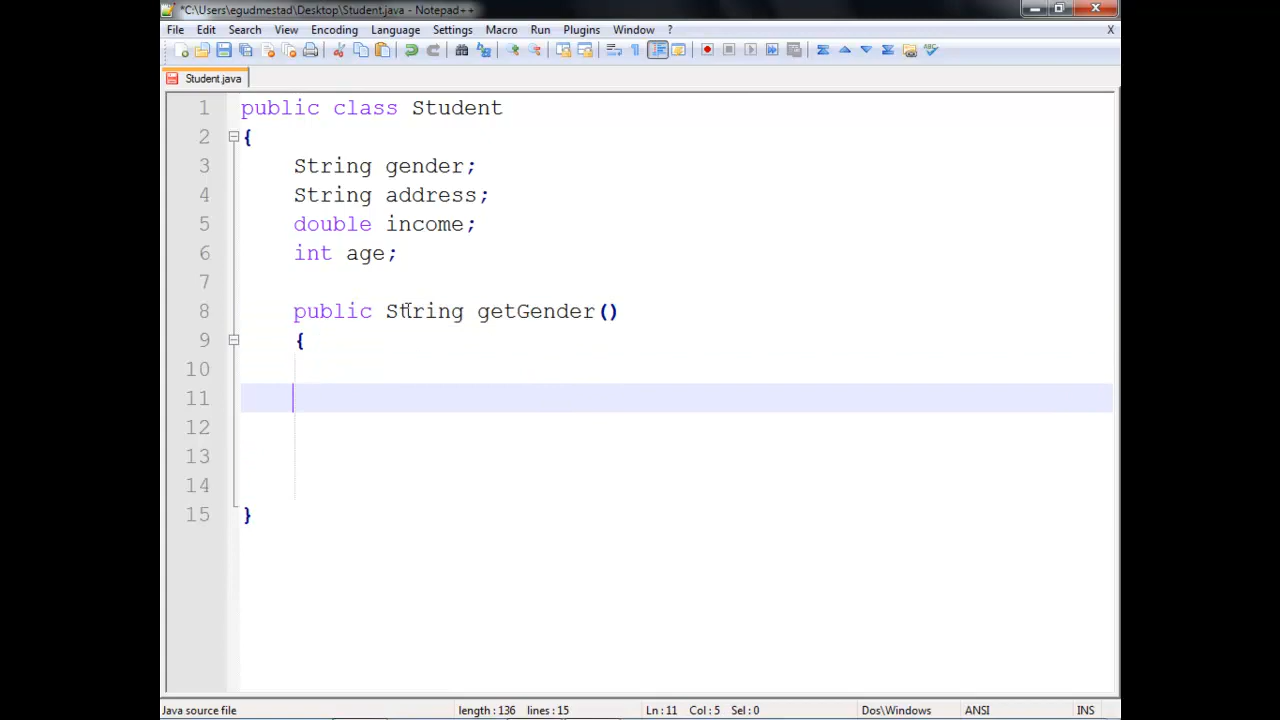 *C:\Users\egudmestad\Desktop\Student.java - Notepad++
File Edit Search View Encoding Language Settings Macro Run Plugins Window ? X
Student.java
1 public class Student
2 {
3 String gender;
4 String address;
5 double income;
6 int age;
7
8 public String getGender()
9 {
10
11
12
13
14
15 }
Java source file length : 136 lines : 15 Ln : 11 Col : 5 Sel : 0 Dos\Windows ANSI INS